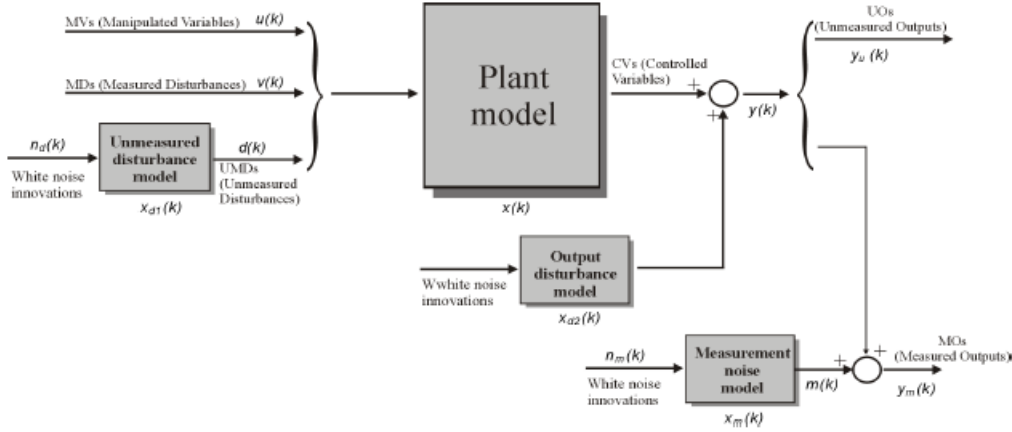 MVs (Manipulated Variables) u(k)
MDs (Measured Disturbances) v(k)
n_d(k)
White noise
innovations
Unmeasured
disturbance
model
x_d1(k)
d(k)
UMDs
(Unmeasured
Disturbances)
Plant
model
x(k)
CVs (Controlled
Variables)
+
+
y(k)
UOs
(Unmeasured Outputs)
y_u (k)
Wwhite noise
innovations
Output
disturbance
model
x_d2(k)
n_m(k)
White noise
innovations
Measurement
noise
model
x_m(k)
m(k)
+
+
MOs
(Measured Outputs)
y_m(k)